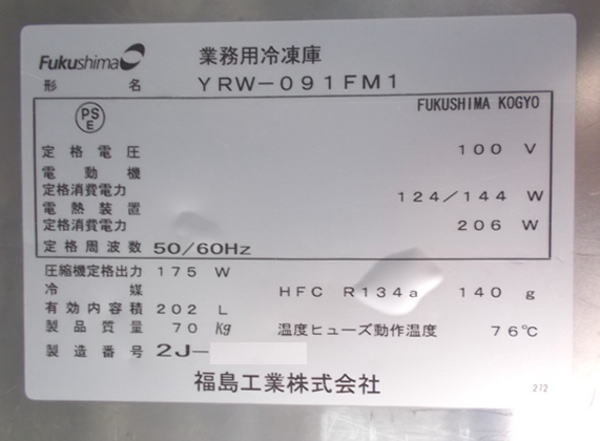 Fukushima 業務用冷凍庫
形名 YRW-091FM1
PS E FUKUSHIMA KOGYO
定格電圧 100 V
電動機
定格消費電力 124/144 W
電熱装置
定格消費電力 206 W
定格周波数 50/60Hz
圧縮機定格出力 175 W
冷媒 HFC R134a 140 g
有効内容積 202 L
製品質量 70 Kg 温度ヒューズ動作温度 76℃
製造番号 2J-
福島工業株式会社
272